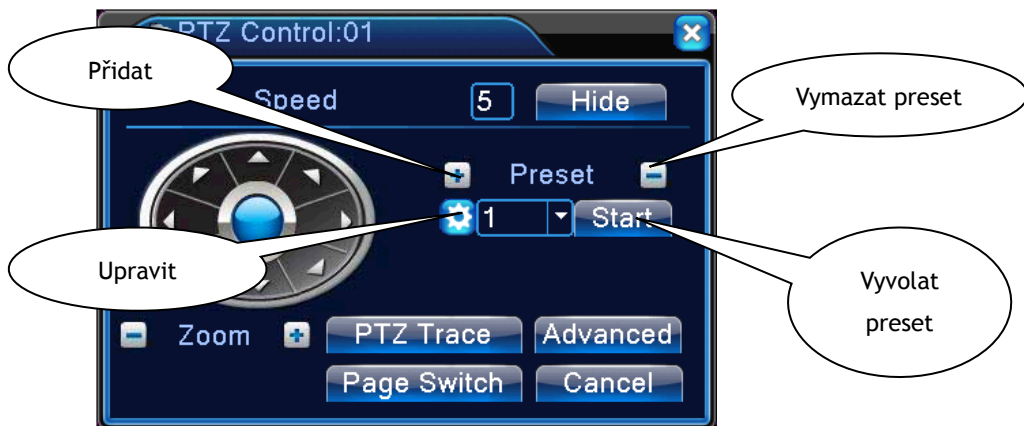 PTZ Control:01
Přidat
Speed
5
Hide
Vymazat preset
Preset
1
Start
Upravit
Vyvolat
preset
Zoom
PTZ Trace
Advanced
Page Switch
Cancel